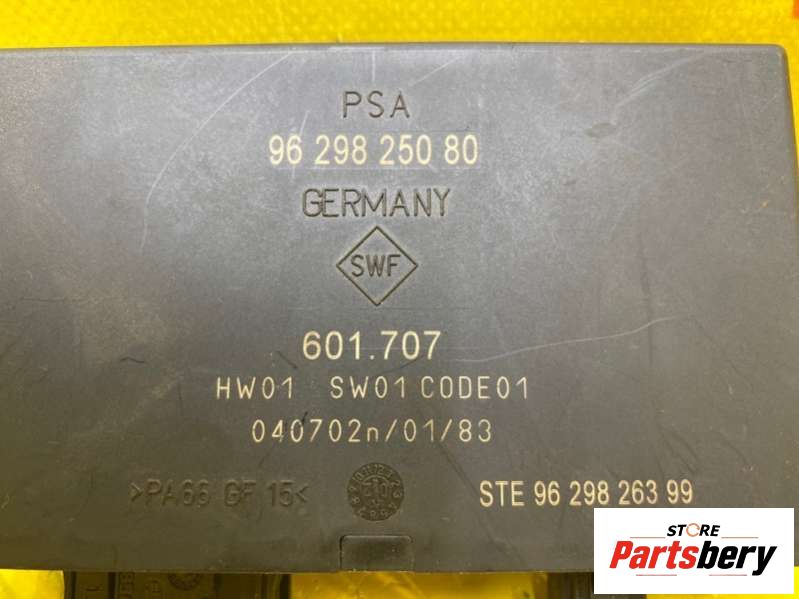 PSA
96 298 250 80
GERMANY
SWF
601.707
HW01 SW01 CODE01
040702n/01/83
>PA66 GF 15<
STE 96 298 263 99
STORE
Partsbery